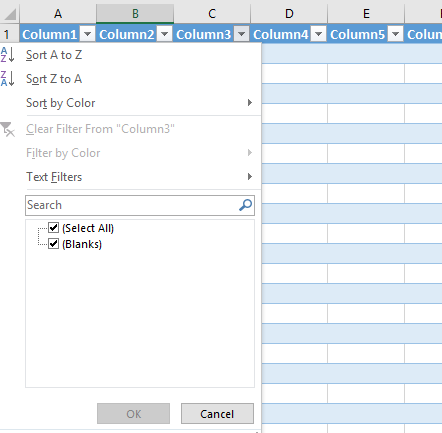 A B C D E
1 Column1 Column2 Column3 Column4 Column5 Colum
A Z Sort A to Z
Z A Sort Z to A
Sort by Color
Clear Filter From "Column3"
Filter by Color
Text Filters
Search
(Select All)
(Blanks)
OK Cancel